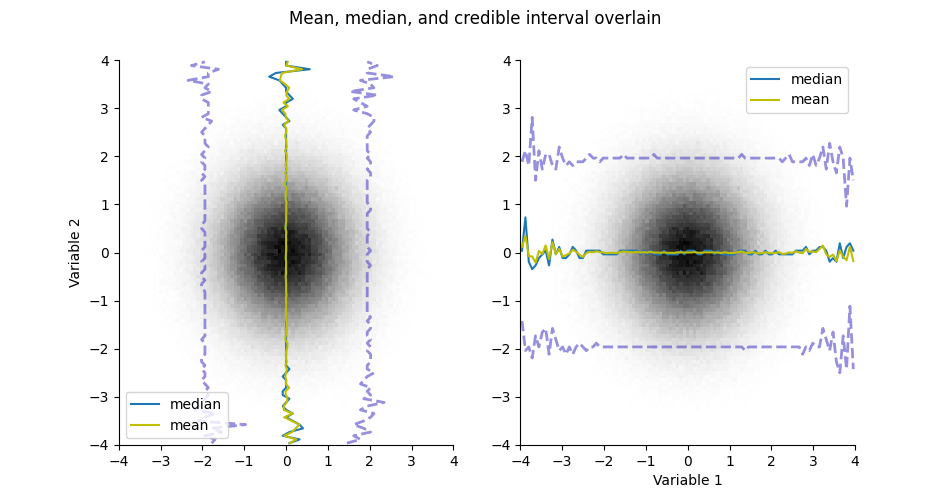 Mean, median, and credible interval overlain
4
3
2
1
0
−1
−2
−3
−4
Variable 2
−4 −3 −2 −1 0 1 2 3 4
median
mean
4
3
2
1
0
−1
−2
−3
−4
−4 −3 −2 −1 0 1 2 3 4
Variable 1
median
mean